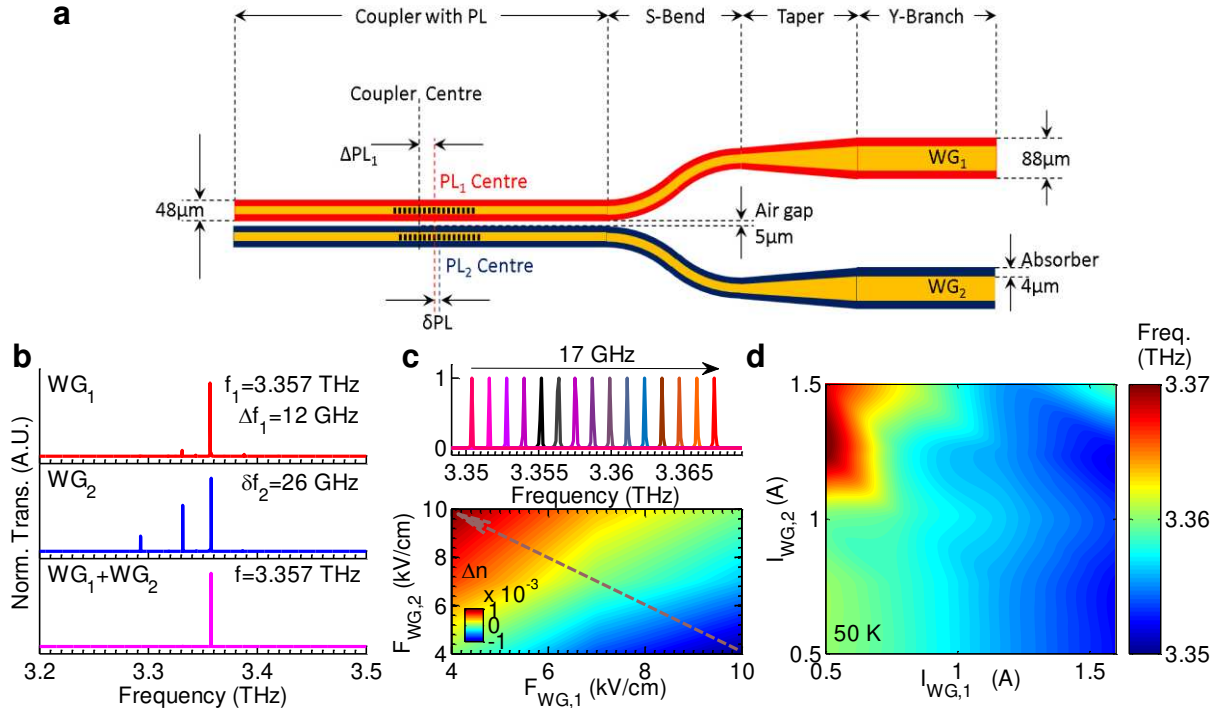 a
Coupler with PL
S-Bend
Taper
Y-Branch
Coupler Centre
ΔPL1
PL1 Centre
WG1
88µm
48µm
Air gap
5µm
PL2 Centre
WG2
Absorber
4µm
δPL
b
WG1
f1=3.357 THz
Δf1=12 GHz
WG2
δf2=26 GHz
WG1+WG2
f=3.357 THz
Norm. Trans. (A.U.)
3.2 3.3 3.4 3.5
Frequency (THz)
c
17 GHz
1
0
3.35 3.355 3.36 3.365
Frequency (THz)
10
8
6
4
FWG,2 (kV/cm)
Δn
x 10-3
1
0
-1
4 6 8 10
FWG,1 (kV/cm)
d
Freq.
(THz)
3.37
3.36
3.35
1.5
1
0.5
IWG,2 (A)
50 K
0.5 1 1.5
IWG,1 (A)